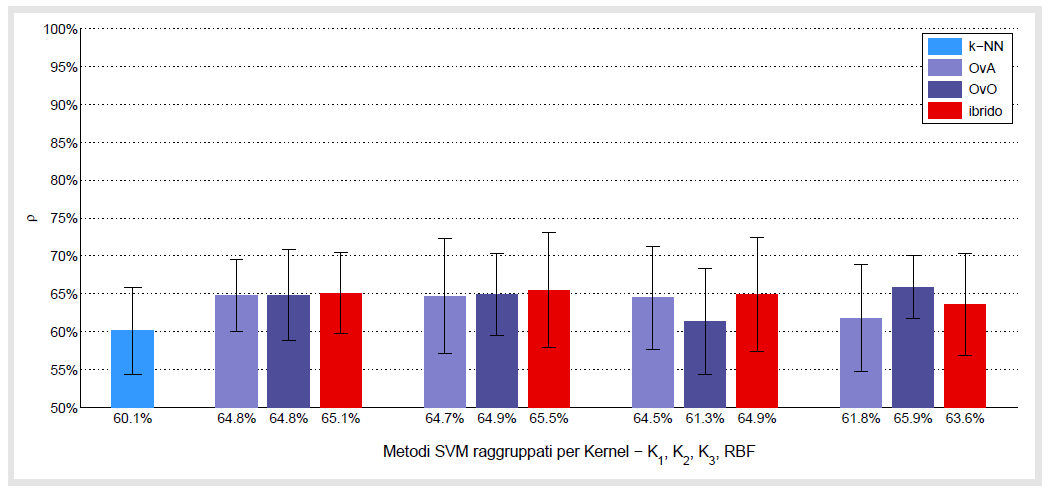 100%
95%
90%
85%
80%
75%
70%
65%
60%
55%
50%
ρ
k−NN
OvA
OvO
ibrido
60.1% 64.8% 64.8% 65.1% 64.7% 64.9% 65.5% 64.5% 61.3% 64.9% 61.8% 65.9% 63.6%
Metodi SVM raggruppati per Kernel − K1, K2, K3, RBF